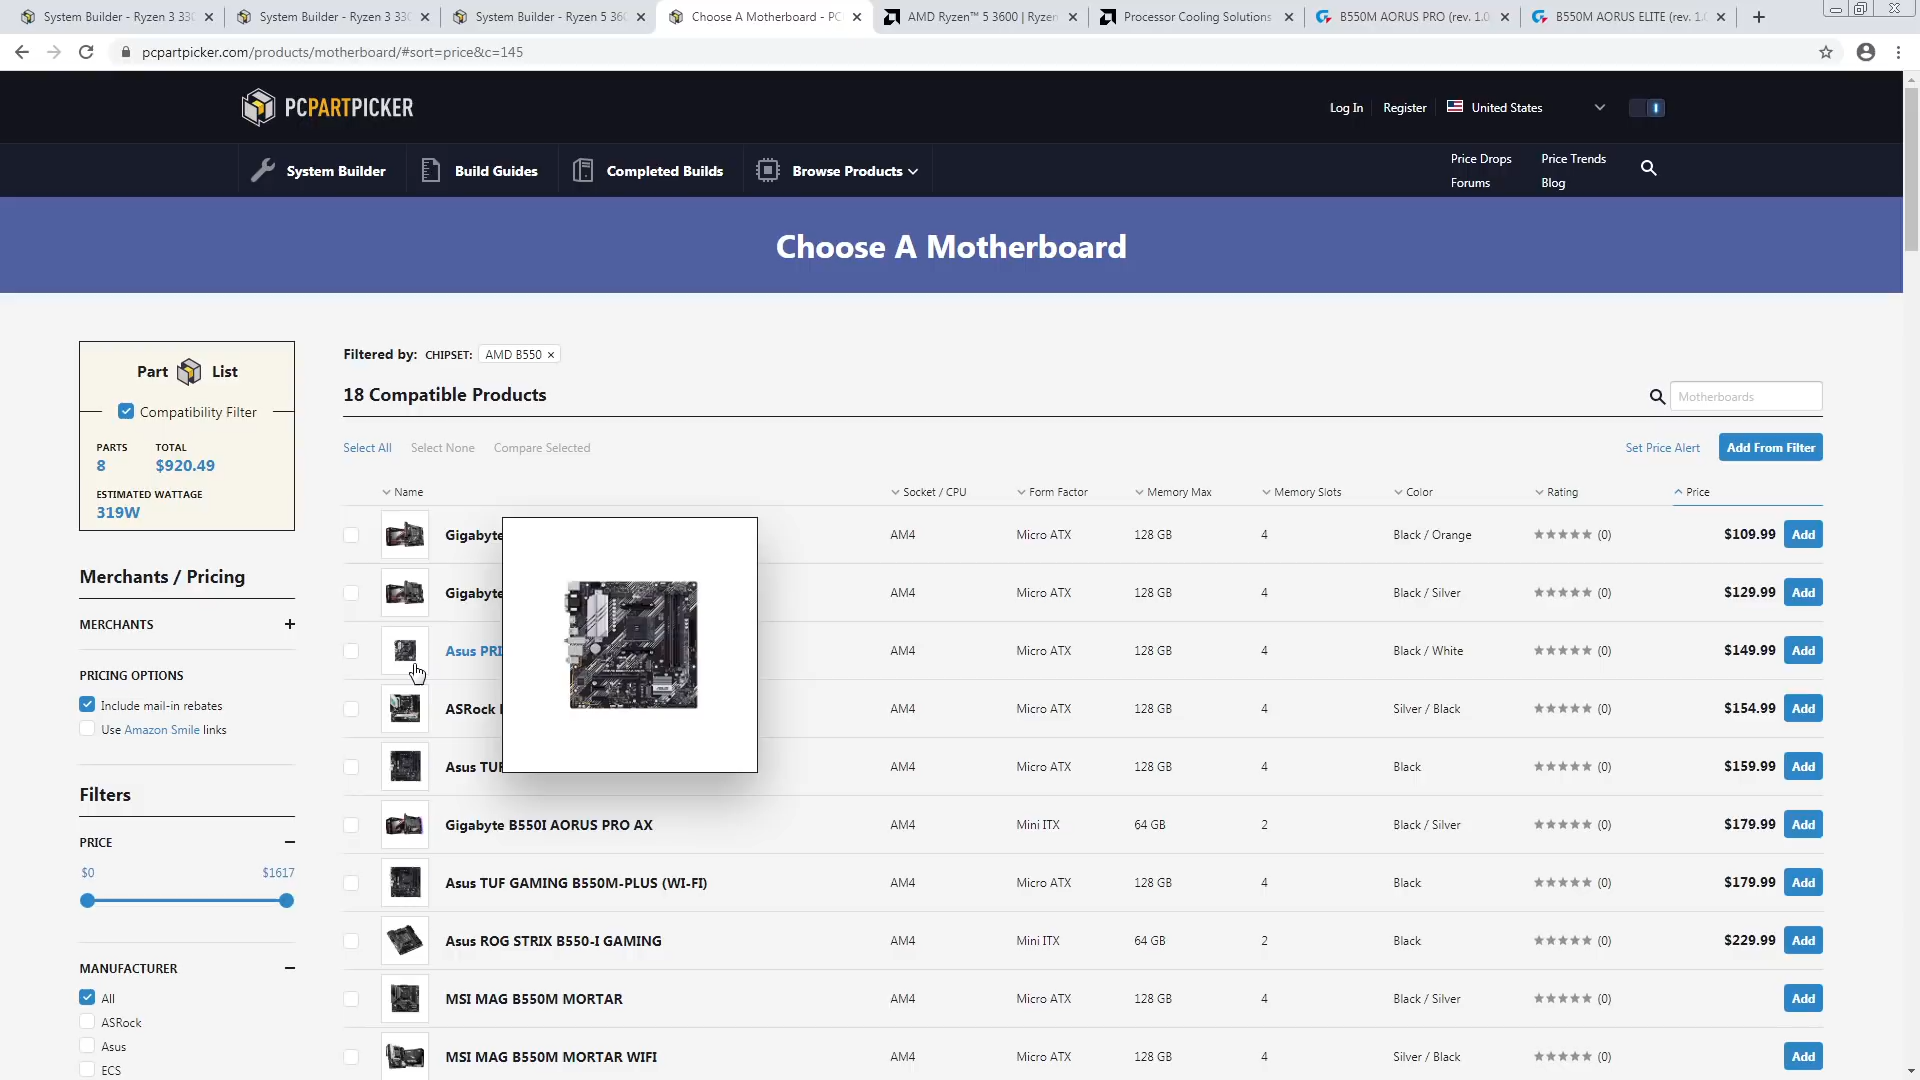 System Builder - Ryzen 3 33
System Builder - Ryzen 3 33
System Builder - Ryzen 5 36
Choose A Motherboard - PC
AMD Ryzen™ 5 3600 | Ryzen
Processor Cooling Solutions
B550M AORUS PRO (rev. 1.0
B550M AORUS ELITE (rev. 1.0
pcpartpicker.com/products/motherboard/#sort=price&c=145
PCPARTPICKER
Log In
Register
United States
System Builder
Build Guides
Completed Builds
Browse Products
Price Drops
Price Trends
Forums
Blog
Choose A Motherboard
Part List
Compatibility Filter
PARTS TOTAL
8 $920.49
ESTIMATED WATTAGE
319W
Merchants / Pricing
MERCHANTS
PRICING OPTIONS
Include mail-in rebates
Use Amazon Smile links
Filters
PRICE
$0 $1617
MANUFACTURER
All
ASRock
Asus
ECS
Filtered by: CHIPSET: AMD B550 ×
18 Compatible Products
Motherboards
Select All Select None Compare Selected
Set Price Alert Add From Filter
Name Socket / CPU Form Factor Memory Max Memory Slots Color Rating Price
Gigabyte AM4 Micro ATX 128 GB 4 Black / Orange (0) $109.99 Add
Gigabyte AM4 Micro ATX 128 GB 4 Black / Silver (0) $129.99 Add
Asus PRI AM4 Micro ATX 128 GB 4 Black / White (0) $149.99 Add
ASRock AM4 Micro ATX 128 GB 4 Silver / Black (0) $154.99 Add
Asus TUF AM4 Micro ATX 128 GB 4 Black (0) $159.99 Add
Gigabyte B550I AORUS PRO AX AM4 Mini ITX 64 GB 2 Black / Silver (0) $179.99 Add
Asus TUF GAMING B550M-PLUS (WI-FI) AM4 Micro ATX 128 GB 4 Black (0) $179.99 Add
Asus ROG STRIX B550-I GAMING AM4 Mini ITX 64 GB 2 Black (0) $229.99 Add
MSI MAG B550M MORTAR AM4 Micro ATX 128 GB 4 Black / Silver (0) Add
MSI MAG B550M MORTAR WIFI AM4 Micro ATX 128 GB 4 Silver / Black (0) Add